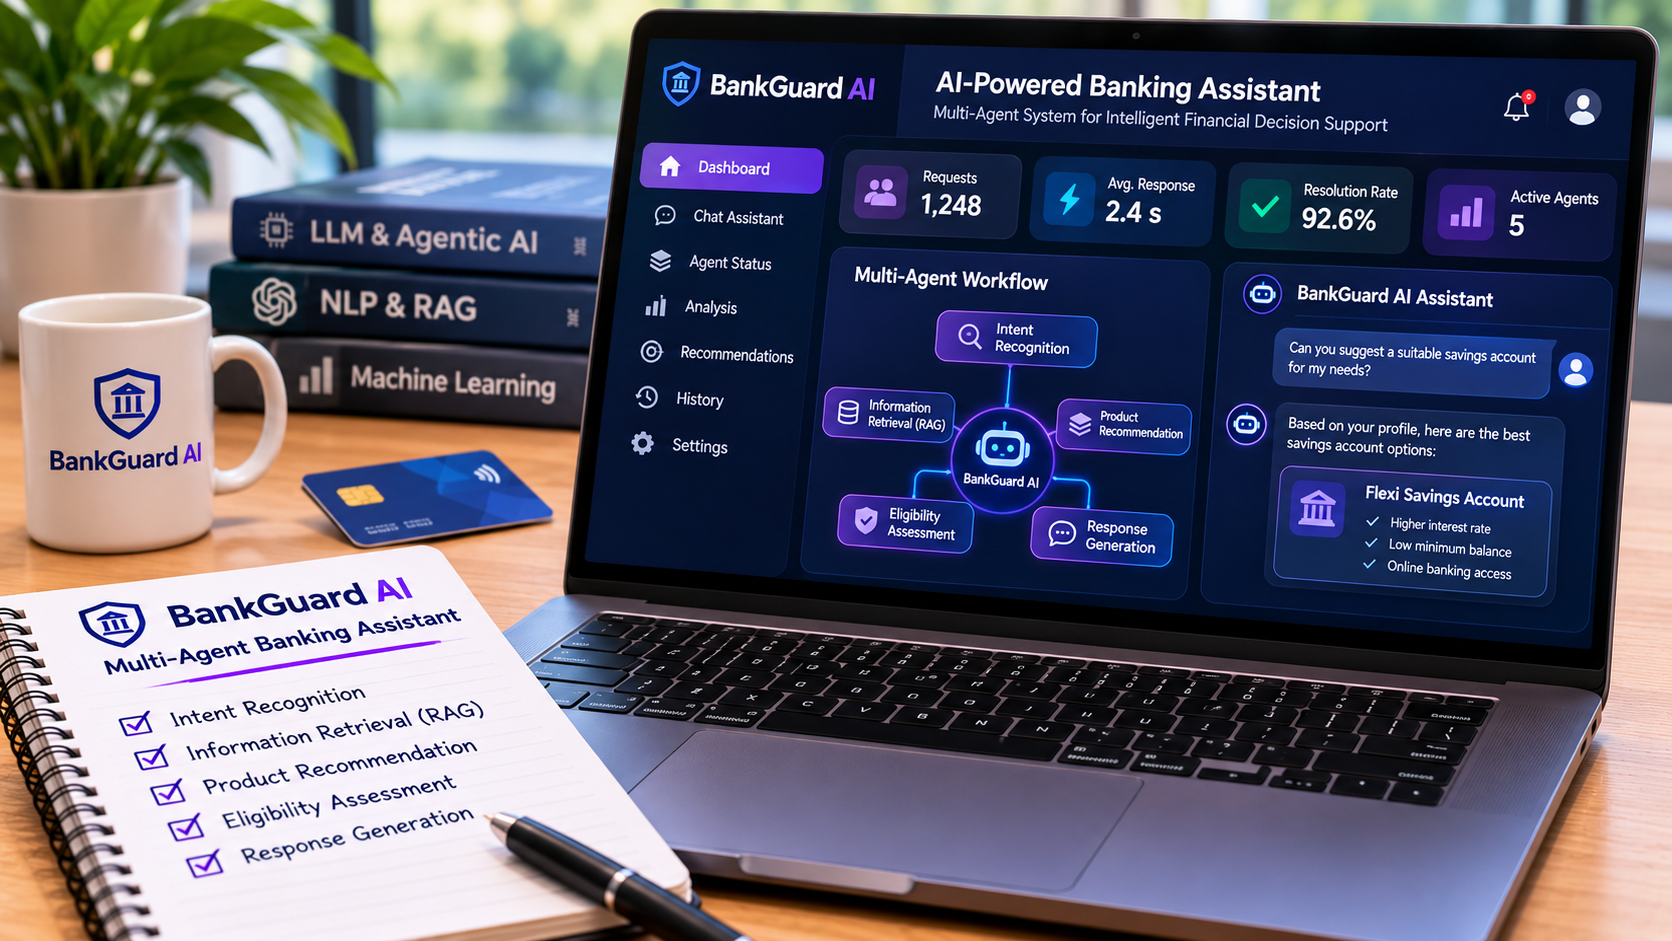 BankGuard AI
AI-Powered Banking Assistant
Multi-Agent System for Intelligent Financial Decision Support
0
Dashboard
Chat Assistant
Agent Status
Analysis
Recommendations
History
Settings
Requests
1,248
Avg. Response
2.4 s
Resolution Rate
92.6%
Active Agents
5
Multi-Agent Workflow
Intent
Recognition
Information
Retrieval (RAG)
Product
Recommendation
BankGuard AI
Eligibility
Assessment
Response
Generation
BankGuard AI Assistant
Can you suggest a suitable savings account
for my needs?
Based on your profile, here are the best
savings account options:
Flexi Savings Account
Higher interest rate
Low minimum balance
Online banking access
LLM & Agentic AI
NLP & RAG
Machine Learning
BankGuard AI
BankGuard AI
Multi-Agent Banking Assistant
Intent Recognition
Information Retrieval (RAG)
Product Recommendation
Eligibility Assessment
Response Generation